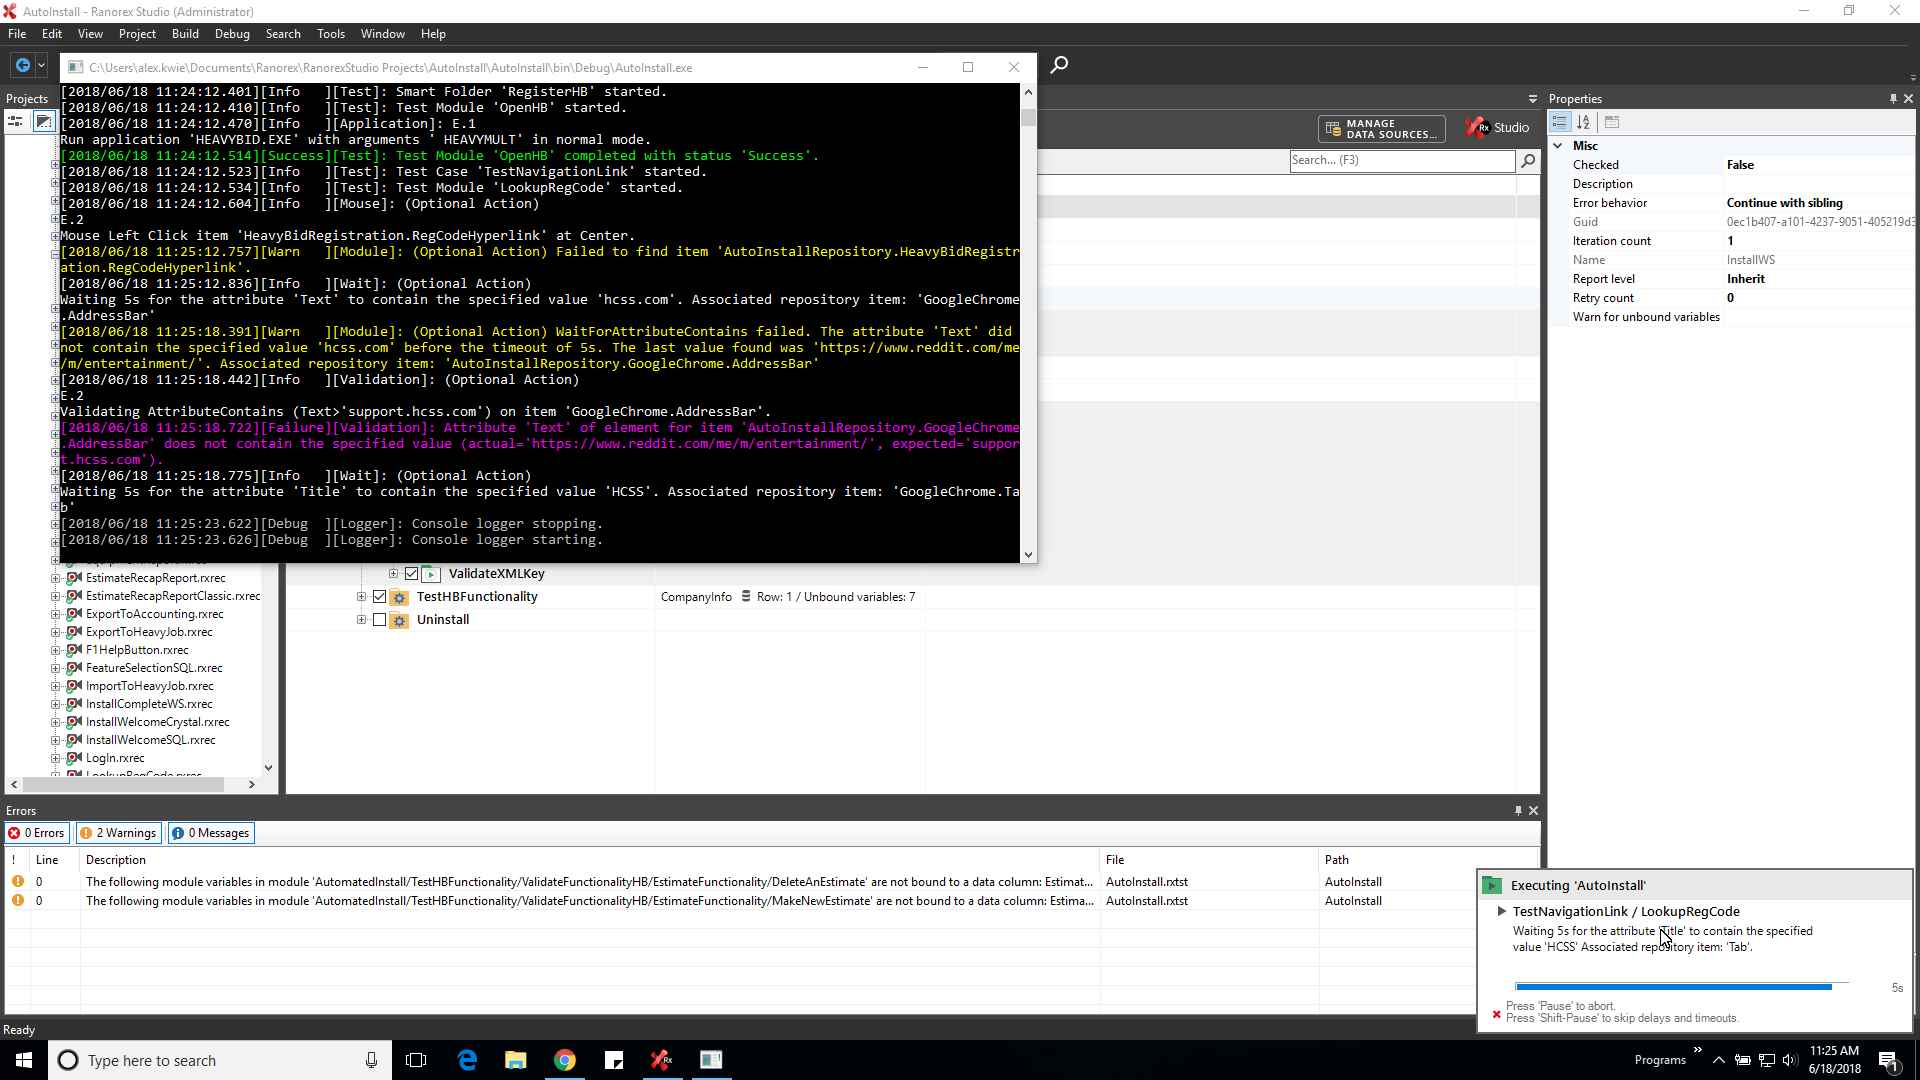 AutoInstall - Ranorex Studio (Administrator)
File Edit View Project Build Debug Search Tools Window Help
C:\Users\alex.kwie\Documents\Ranorex\RanorexStudio Projects\AutoInstall\AutoInstall\bin\Debug\AutoInstall.exe
[2018/06/18 11:24:12.401][Info   ][Test]: Smart Folder 'RegisterHB' started.
[2018/06/18 11:24:12.410][Info   ][Test]: Test Module 'OpenHB' started.
[2018/06/18 11:24:12.470][Info   ][Application]: E.1
Run application 'HEAVYBID.EXE' with arguments ' HEAVYMULT' in normal mode.
[2018/06/18 11:24:12.514][Success][Test]: Test Module 'OpenHB' completed with status 'Success'.
[2018/06/18 11:24:12.523][Info   ][Test]: Test Case 'TestNavigationLink' started.
[2018/06/18 11:24:12.534][Info   ][Test]: Test Module 'LookupRegCode' started.
[2018/06/18 11:24:12.604][Info   ][Mouse]: (Optional Action)
E.2
Mouse Left Click item 'HeavyBidRegistration.RegCodeHyperlink' at Center.
[2018/06/18 11:25:12.757][Warn   ][Module]: (Optional Action) Failed to find item 'AutoInstallRepository.HeavyBidRegistr
ation.RegCodeHyperlink'.
[2018/06/18 11:25:12.836][Info   ][Wait]: (Optional Action)
Waiting 5s for the attribute 'Text' to contain the specified value 'hcss.com'. Associated repository item: 'GoogleChrome
.AddressBar'
[2018/06/18 11:25:18.391][Warn   ][Module]: (Optional Action) WaitForAttributeContains failed. The attribute 'Text' did
not contain the specified value 'hcss.com' before the timeout of 5s. The last value found was 'https://www.reddit.com/me
/m/entertainment/'. Associated repository item: 'AutoInstallRepository.GoogleChrome.AddressBar'
[2018/06/18 11:25:18.442][Info   ][Validation]: (Optional Action)
E.2
Validating AttributeContains (Text>'support.hcss.com') on item 'GoogleChrome.AddressBar'.
[2018/06/18 11:25:18.722][Failure][Validation]: Attribute 'Text' of element for item 'AutoInstallRepository.GoogleChrome
.AddressBar' does not contain the specified value (actual='https://www.reddit.com/me/m/entertainment/', expected='suppor
t.hcss.com').
[2018/06/18 11:25:18.775][Info   ][Wait]: (Optional Action)
Waiting 5s for the attribute 'Title' to contain the specified value 'HCSS'. Associated repository item: 'GoogleChrome.Ta
b'
[2018/06/18 11:25:23.622][Debug  ][Logger]: Console logger stopping.
[2018/06/18 11:25:23.626][Debug  ][Logger]: Console logger starting.
Projects
EstimateRecapReport.rxrec
EstimateRecapReportClassic.rxrec
ExportToAccounting.rxrec
ExportToHeavyJob.rxrec
F1HelpButton.rxrec
FeatureSelectionSQL.rxrec
ImportToHeavyJob.rxrec
InstallCompleteWS.rxrec
InstallWelcomeCrystal.rxrec
InstallWelcomeSQL.rxrec
LogIn.rxrec
LookupRegCode.rxrec
MANAGE
DATA SOURCES...
Rx Studio
Search... (F3)
ValidateXMLKey
TestHBFunctionality CompanyInfo Row: 1 / Unbound variables: 7
Uninstall
Properties
Misc
Checked False
Description
Error behavior Continue with sibling
Guid 0ec1b407-a101-4237-9051-405219d3
Iteration count 1
Name InstallWS
Report level Inherit
Retry count 0
Warn for unbound variables
Errors
0 Errors 2 Warnings 0 Messages
! Line Description File Path
0 The following module variables in module 'AutomatedInstall/TestHBFunctionality/ValidateFunctionalityHB/EstimateFunctionality/DeleteAnEstimate' are not bound to a data column: Estimat... AutoInstall.rxtst AutoInstall
0 The following module variables in module 'AutomatedInstall/TestHBFunctionality/ValidateFunctionalityHB/EstimateFunctionality/MakeNewEstimate' are not bound to a data column: Estima... AutoInstall.rxtst AutoInstall
Executing 'AutoInstall'
TestNavigationLink / LookupRegCode
Waiting 5s for the attribute 'Title' to contain the specified
value 'HCSS' Associated repository item: 'Tab'.
5s
Press 'Pause' to abort.
Press 'Shift-Pause' to skip delays and timeouts.
Ready
Type here to search
Programs
11:25 AM
6/18/2018
1